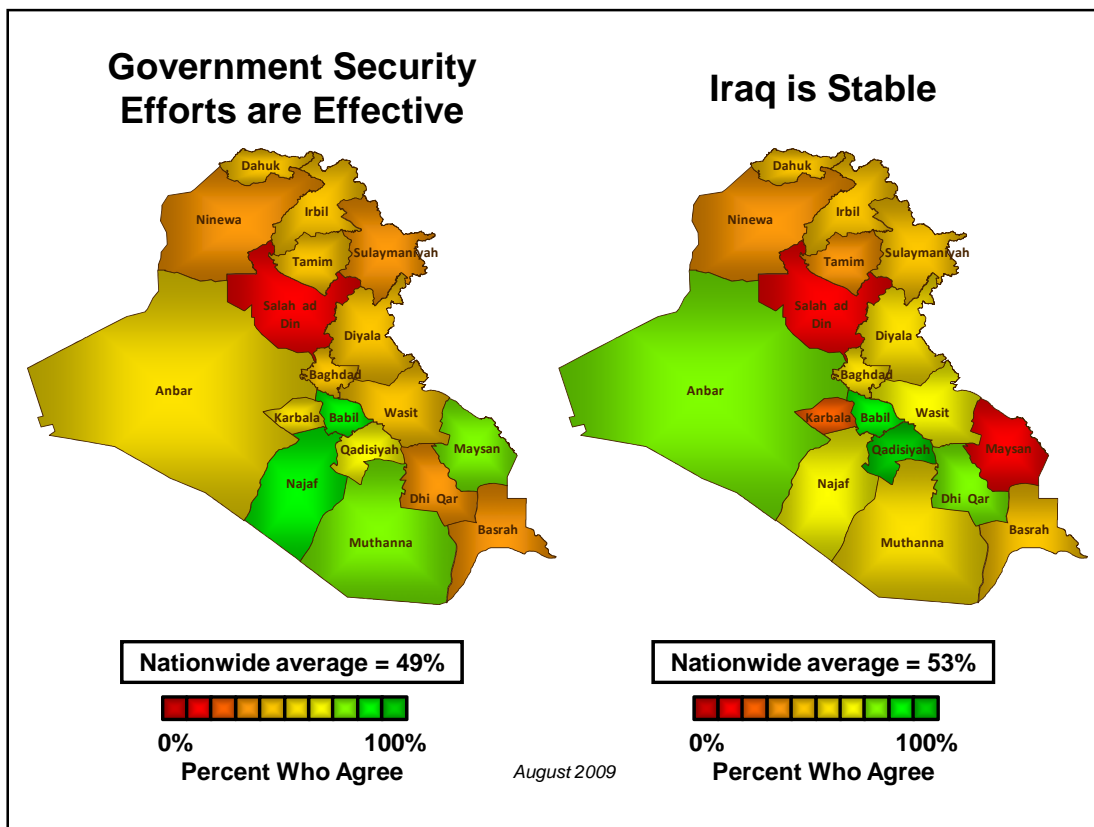 Government Security
Efforts are Effective
Dahuk
Ninewa
Irbil
Sulaymaniyah
Tamim
Salah ad
Din
Diyala
Baghdad
Anbar
Karbala
Babil
Wasit
Qadisiyah
Maysan
Najaf
Dhi Qar
Muthanna
Basrah
Nationwide average = 49%
0%
100%
Percent Who Agree
Iraq is Stable
Dahuk
Ninewa
Irbil
Sulaymaniyah
Tamim
Salah ad
Din
Diyala
Baghdad
Anbar
Karbala
Babil
Wasit
Qadisiyah
Maysan
Najaf
Dhi Qar
Muthanna
Basrah
Nationwide average = 53%
0%
100%
Percent Who Agree
August 2009